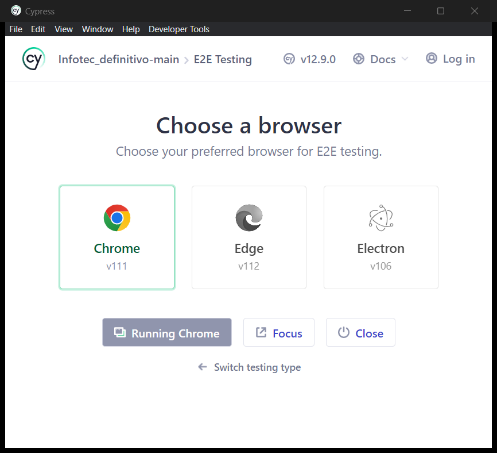 Cypress
File Edit View Window Help Developer Tools
cy Infotec_definitivo-main > E2E Testing cy v12.9.0 Docs Log in
Choose a browser
Choose your preferred browser for E2E testing.
Chrome Edge Electron
v111 v112 v106
Running Chrome Focus Close
Switch testing type